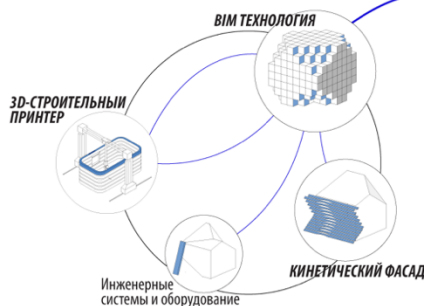 BIM ТЕХНОЛОГИЯ
3D-СТРОИТЕЛЬНЫЙ
ПРИНТЕР
КИНЕТИЧЕСКИЙ ФАСАД
Инженерные
системы и оборудование